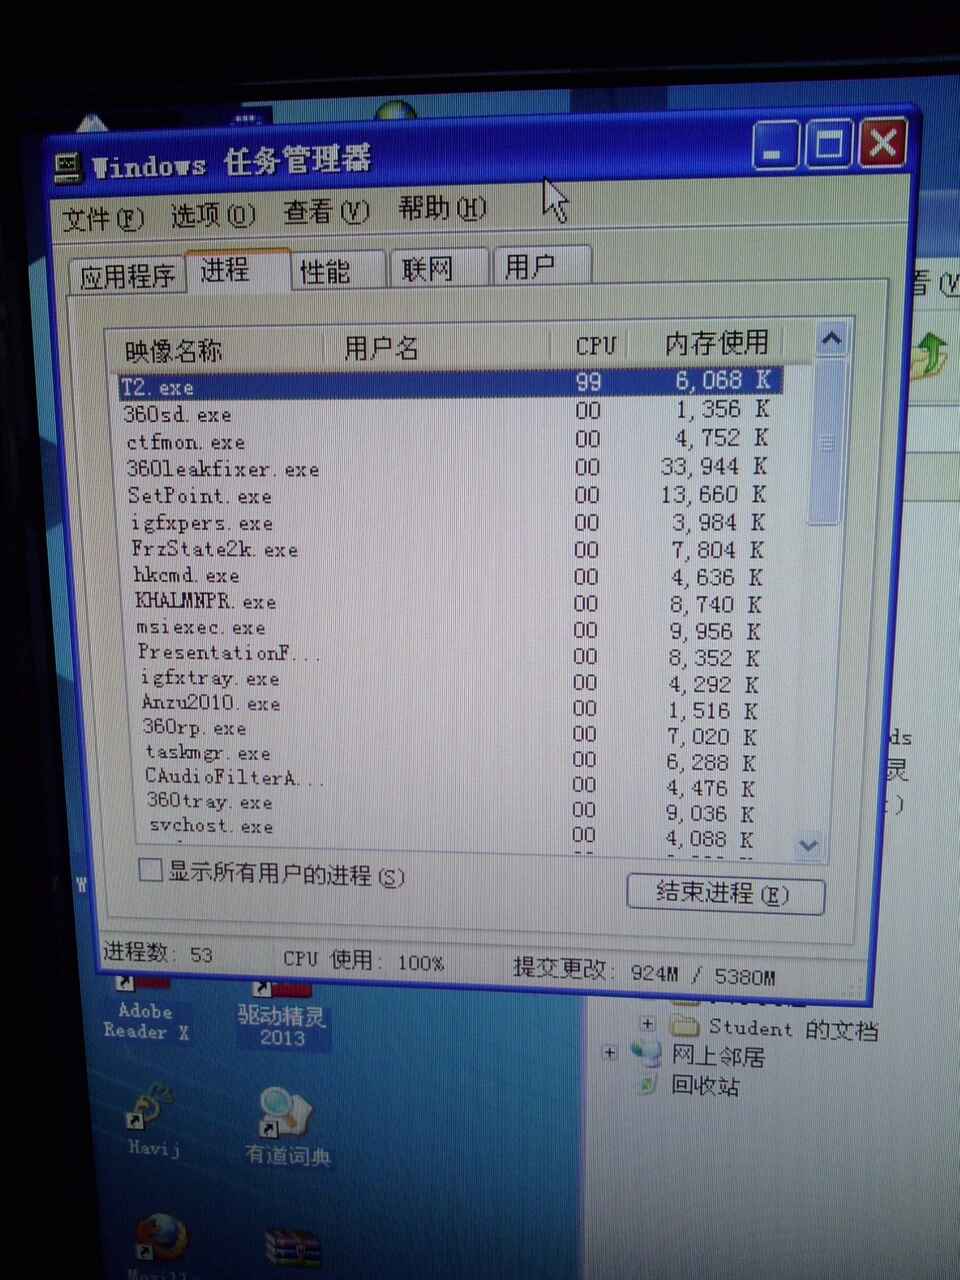 Windows 任务管理器
文件(F) 选项(O) 查看(V) 帮助(H)
应用程序 进程 性能 联网 用户
映像名称 用户名 CPU 内存使用
T2.exe 99 6,068 K
360sd.exe 00 1,356 K
ctfmon.exe 00 4,752 K
360leakfixer.exe 00 33,944 K
SetPoint.exe 00 13,660 K
igfxpers.exe 00 3,984 K
FrzState2k.exe 00 7,804 K
hkcmd.exe 00 4,636 K
KHALMNPR.exe 00 8,740 K
msiexec.exe 00 9,956 K
PresentationF... 00 8,352 K
igfxtray.exe 00 4,292 K
Anzu2010.exe 00 1,516 K
360rp.exe 00 7,020 K
taskmgr.exe 00 6,288 K
CAudioFilterA... 00 4,476 K
360tray.exe 00 9,036 K
svchost.exe 00 4,088 K
显示所有用户的进程(S)
结束进程(E)
进程数: 53 CPU 使用: 100% 提交更改: 924M / 5380M
看(V
ds
灵
:)
W
Adobe
Reader X
驱动精灵
2013
Student 的文档
网上邻居
回收站
Havij
有道词典